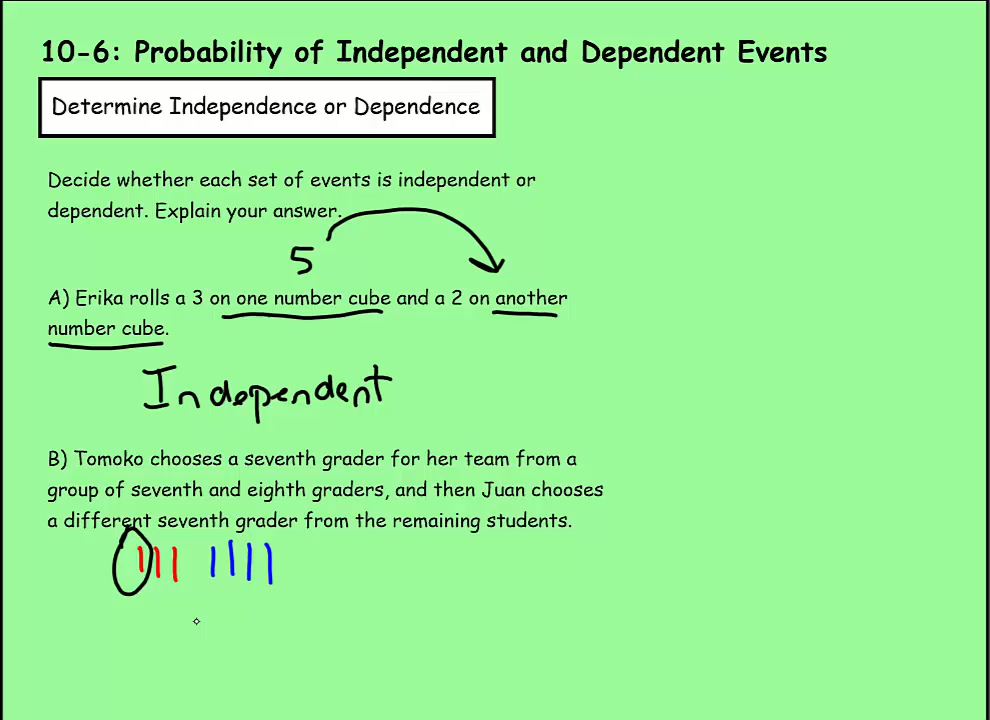 10-6: Probability of Independent and Dependent Events
Determine Independence or Dependence
Decide whether each set of events is independent or
dependent. Explain your answer.
5
A) Erika rolls a 3 on one number cube and a 2 on another
number cube.
Independent
B) Tomoko chooses a seventh grader for her team from a
group of seventh and eighth graders, and then Juan chooses
a different seventh grader from the remaining students.